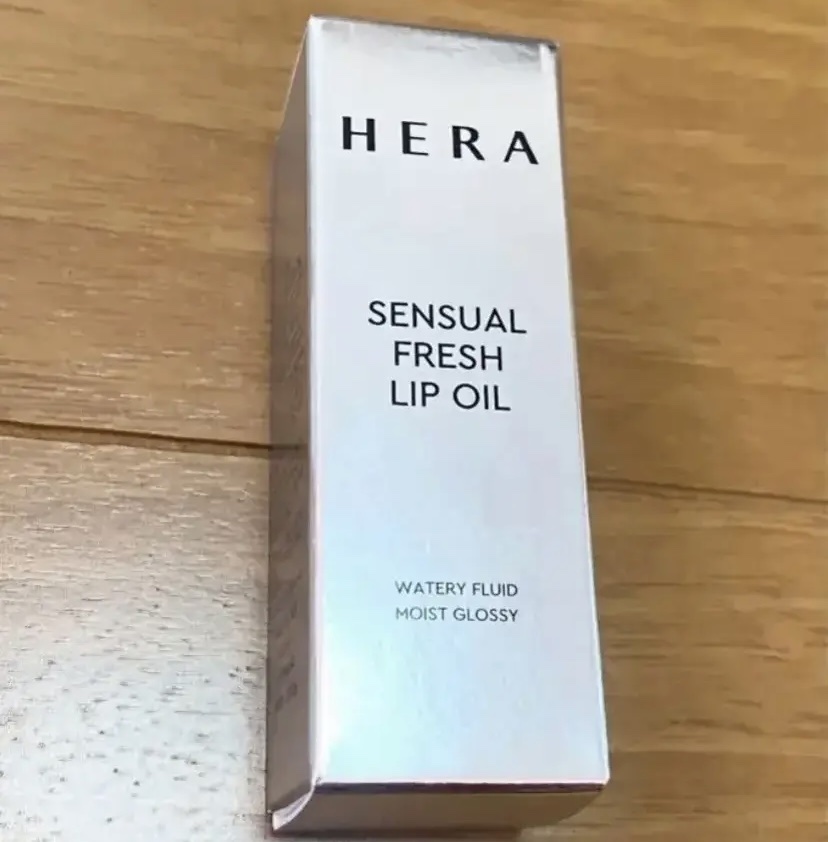 HERA
SENSUAL
FRESH
LIP OIL
WATERY FLUID
MOIST GLOSSY